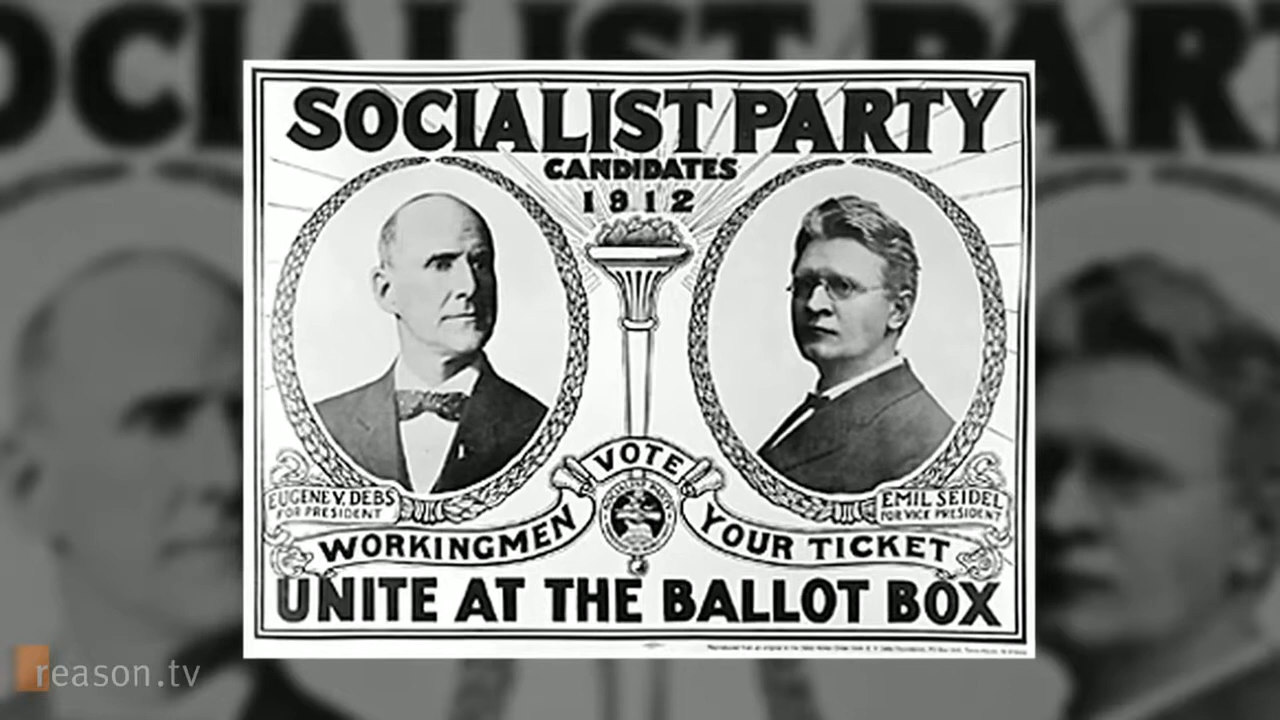 SOCIALIST PARTY
CANDIDATES
1912
EUGENE V. DEBS
FOR PRESIDENT
EMIL SEIDEL
FOR VICE PRESIDENT
VOTE
WORKINGMEN
YOUR TICKET
UNITE AT THE BALLOT BOX
reason.tv